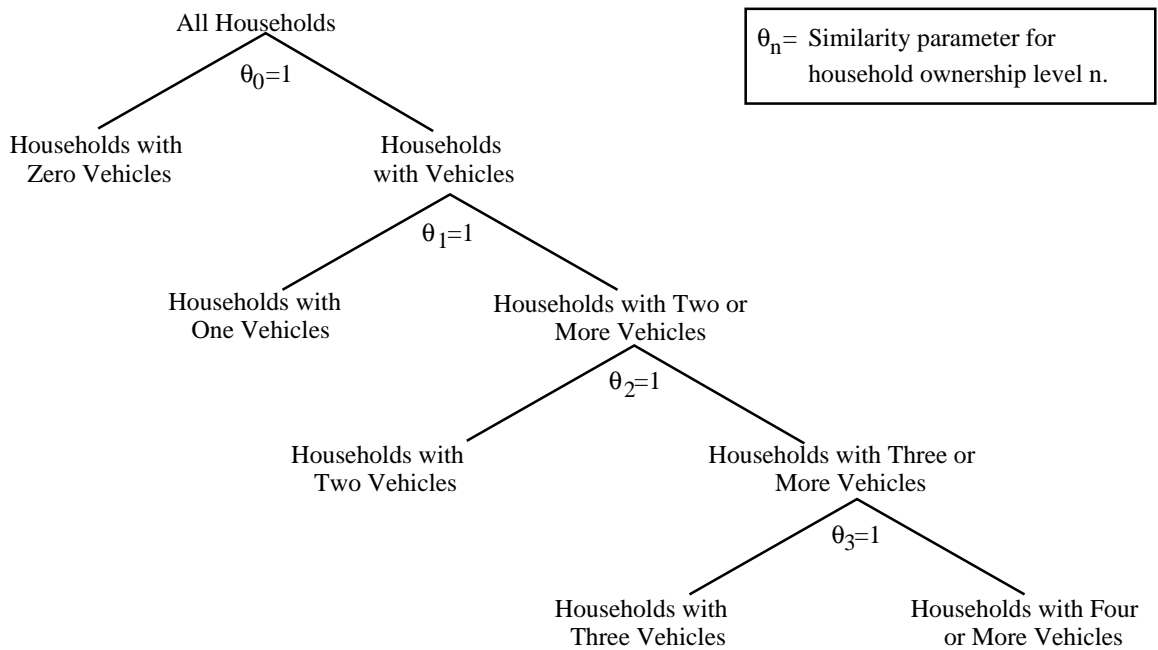 All Households
θn= Similarity parameter for
household ownership level n.
θ0=1
Households with
Zero Vehicles
Households
with Vehicles
θ1=1
Households with
One Vehicles
Households with Two or
More Vehicles
θ2=1
Households with
Two Vehicles
Households with Three or
More Vehicles
θ3=1
Households with
Three Vehicles
Households with Four
or More Vehicles